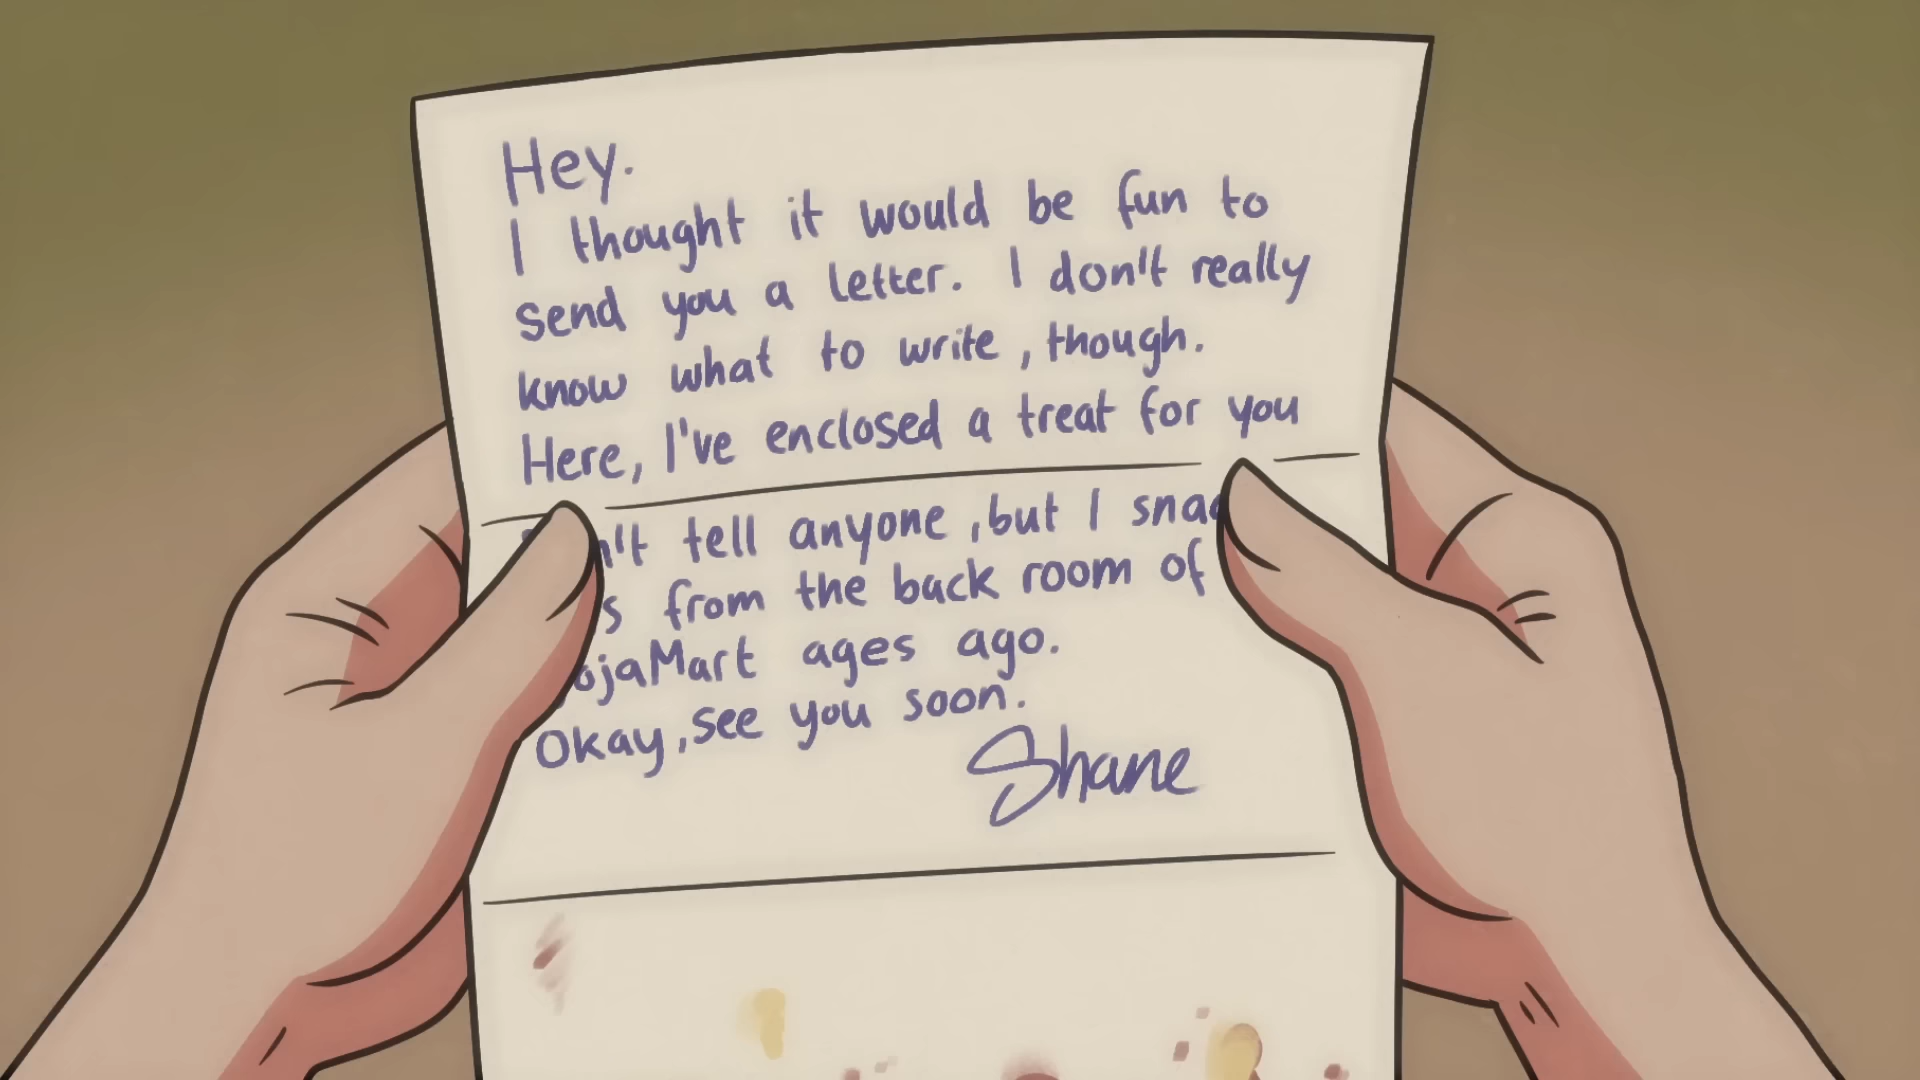 Hey.
I thought it would be fun to
send you a letter. I don't really
know what to write, though.
Here, I've enclosed a treat for you
tell anyone, but I
from the back room of
ages ago.
Okay, see you soon.
Shane